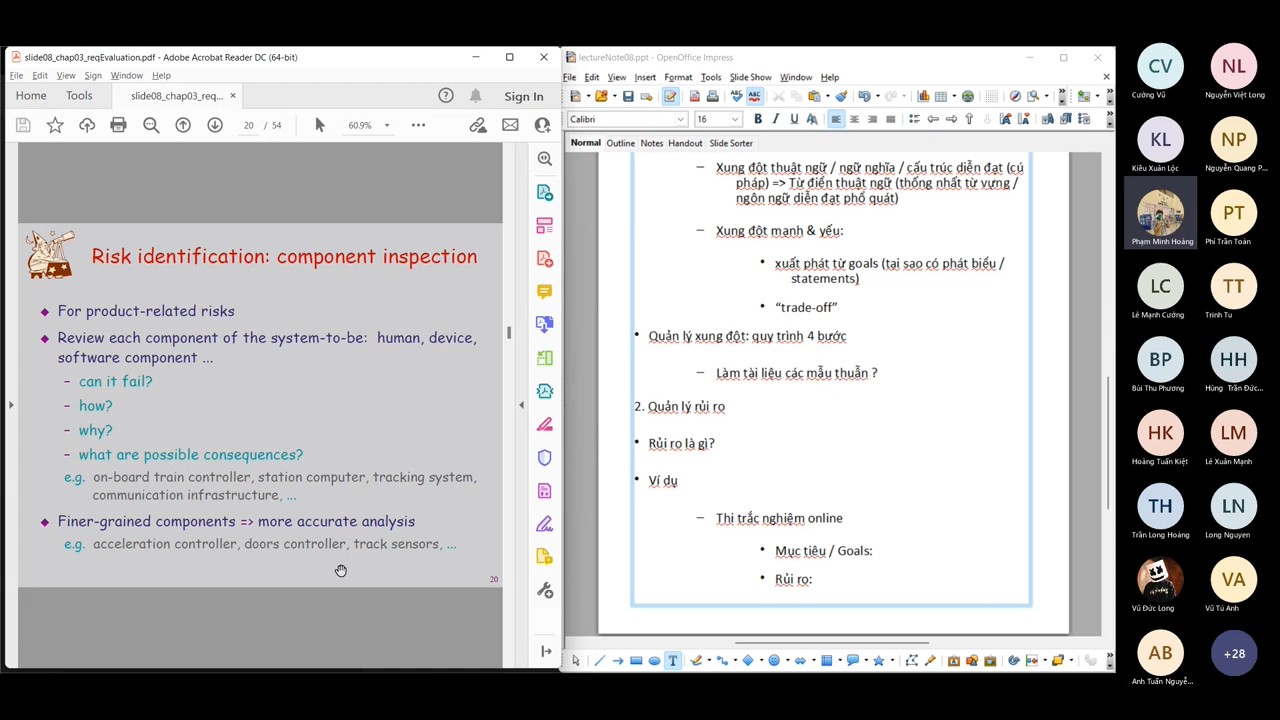 slide08_chap03_reqEvaluation.pdf - Adobe Acrobat Reader DC (64-bit)
File Edit View Sign Window Help
Home Tools slide08_chap03_req... × Sign In
20 / 54 60.9%
Risk identification: component inspection
For product-related risks
Review each component of the system-to-be: human, device,
software component ...
– can it fail?
– how?
– why?
– what are possible consequences?
e.g. on-board train controller, station computer, tracking system,
communication infrastructure, ...
Finer-grained components => more accurate analysis
e.g. acceleration controller, doors controller, track sensors, ...
20
lectureNote08.ppt - OpenOffice Impress
File Edit View Insert Format Tools Slide Show Window Help
Calibri 16
Normal Outline Notes Handout Slide Sorter
– Xung đột thuật ngữ / ngữ nghĩa / cấu trúc diễn đạt (cú
pháp) => Từ điển thuật ngữ (thống nhất từ vựng /
ngôn ngữ diễn đạt phổ quát)
– Xung đột mạnh & yếu:
• xuất phát từ goals (tại sao có phát biểu /
statements)
• “trade-off”
• Quản lý xung đột: quy trình 4 bước
– Làm tài liệu các mẫu thuẫn ?
2. Quản lý rủi ro
• Rủi ro là gì?
• Ví dụ
– Thi trắc nghiệm online
• Mục tiêu / Goals:
• Rủi ro:
CV NL
Cường Vũ Nguyễn Việt Long
KL NP
Kiều Xuân Lộc Nguyễn Quang P...
PT
Phạm Minh Hoàng Phí Trần Toàn
LC TT
Lê Mạnh Cường Trinh Tu
BP HH
Bùi Thu Phương Hùng Trần Đức...
HK LM
Hoàng Tuấn Kiệt Lê Xuân Mạnh
TH LN
Trần Long Hoàng Long Nguyen
VA
Vũ Đức Long Vũ Tú Anh
AB +28
Anh Tuấn Nguyễ...